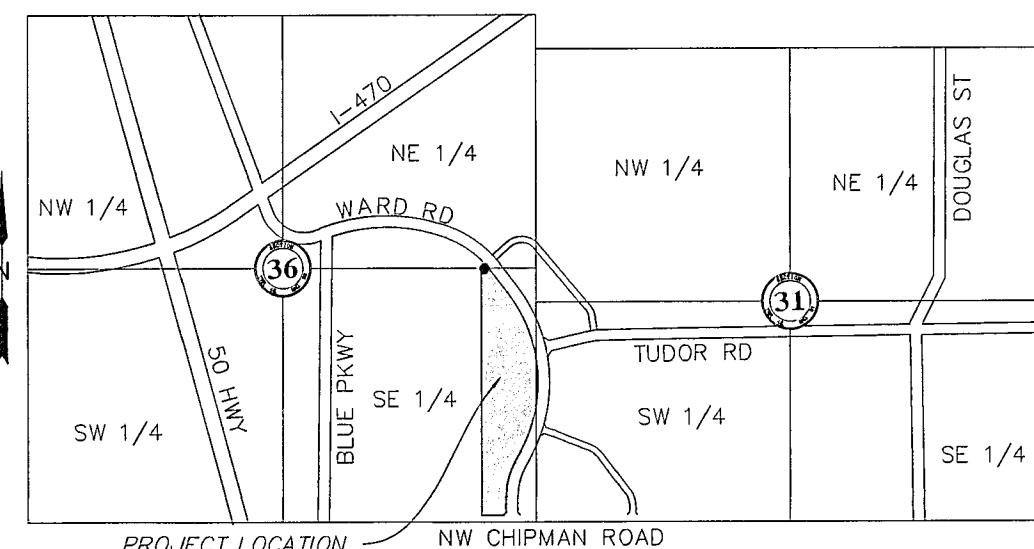 I-470
DOUGLAS ST
NE 1/4
NW 1/4
NE 1/4
NW 1/4
WARD RD
N
36
31
TUDOR RD
50 HWY
BLUE PKWY
SE 1/4
SW 1/4
SW 1/4
SE 1/4
PROJECT LOCATION
NW CHIPMAN ROAD